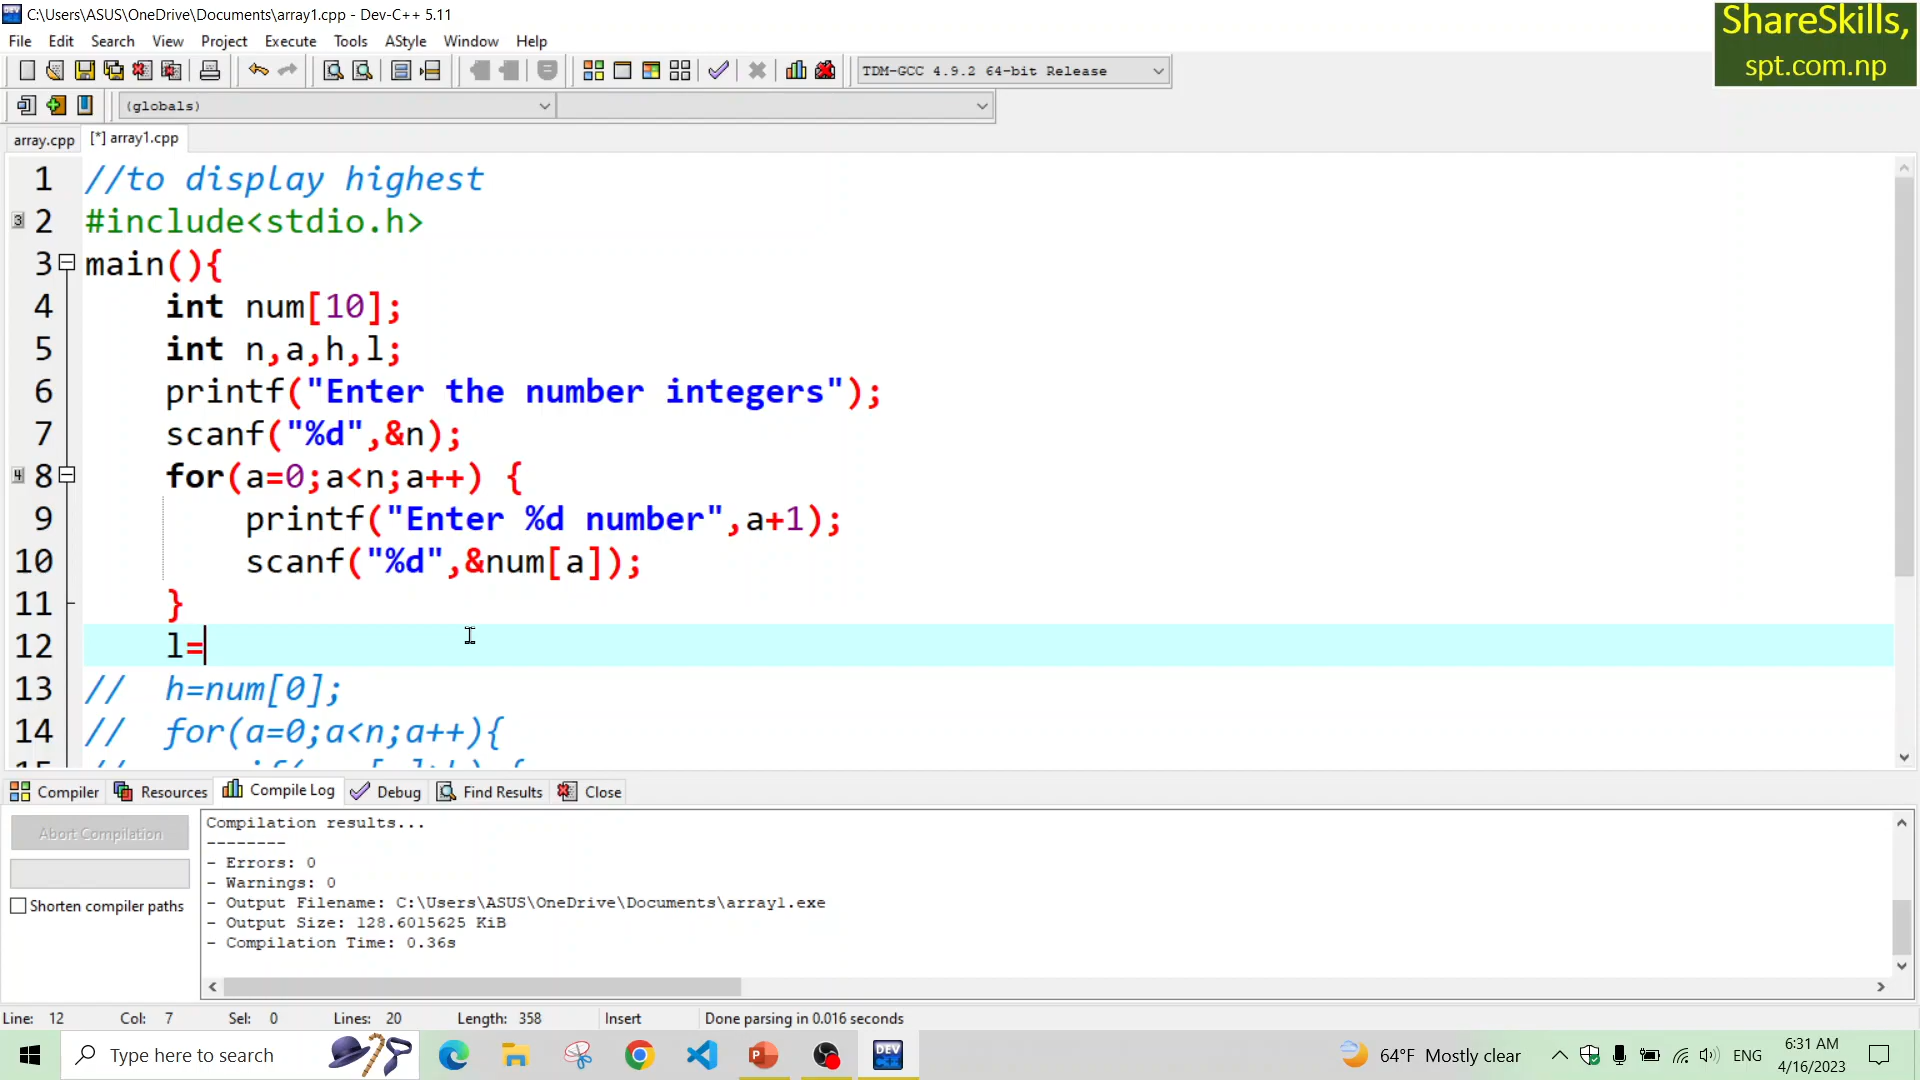 C:\Users\ASUS\OneDrive\Documents\array1.cpp - Dev-C++ 5.11
ShareSkills,
spt.com.np
File Edit Search View Project Execute Tools AStyle Window Help
TDM-GCC 4.9.2 64-bit Release
(globals)
array.cpp [*] array1.cpp
1 //to display highest
3 2 #include<stdio.h>
3 main(){
4 int num[10];
5 int n,a,h,l;
6 printf("Enter the number integers");
7 scanf("%d",&n);
4 8 for(a=0;a<n;a++) {
9 printf("Enter %d number",a+1);
10 scanf("%d",&num[a]);
11 }
12 l=
13 // h=num[0];
14 // for(a=0;a<n;a++){
Compiler Resources Compile Log Debug Find Results Close
Abort Compilation
Shorten compiler paths
Compilation results...
--------
- Errors: 0
- Warnings: 0
- Output Filename: C:\Users\ASUS\OneDrive\Documents\array1.exe
- Output Size: 128.6015625 KiB
- Compilation Time: 0.36s
Line: 12 Col: 7 Sel: 0 Lines: 20 Length: 358 Insert Done parsing in 0.016 seconds
Type here to search
DEV C++
64°F Mostly clear
ENG
6:31 AM
4/16/2023